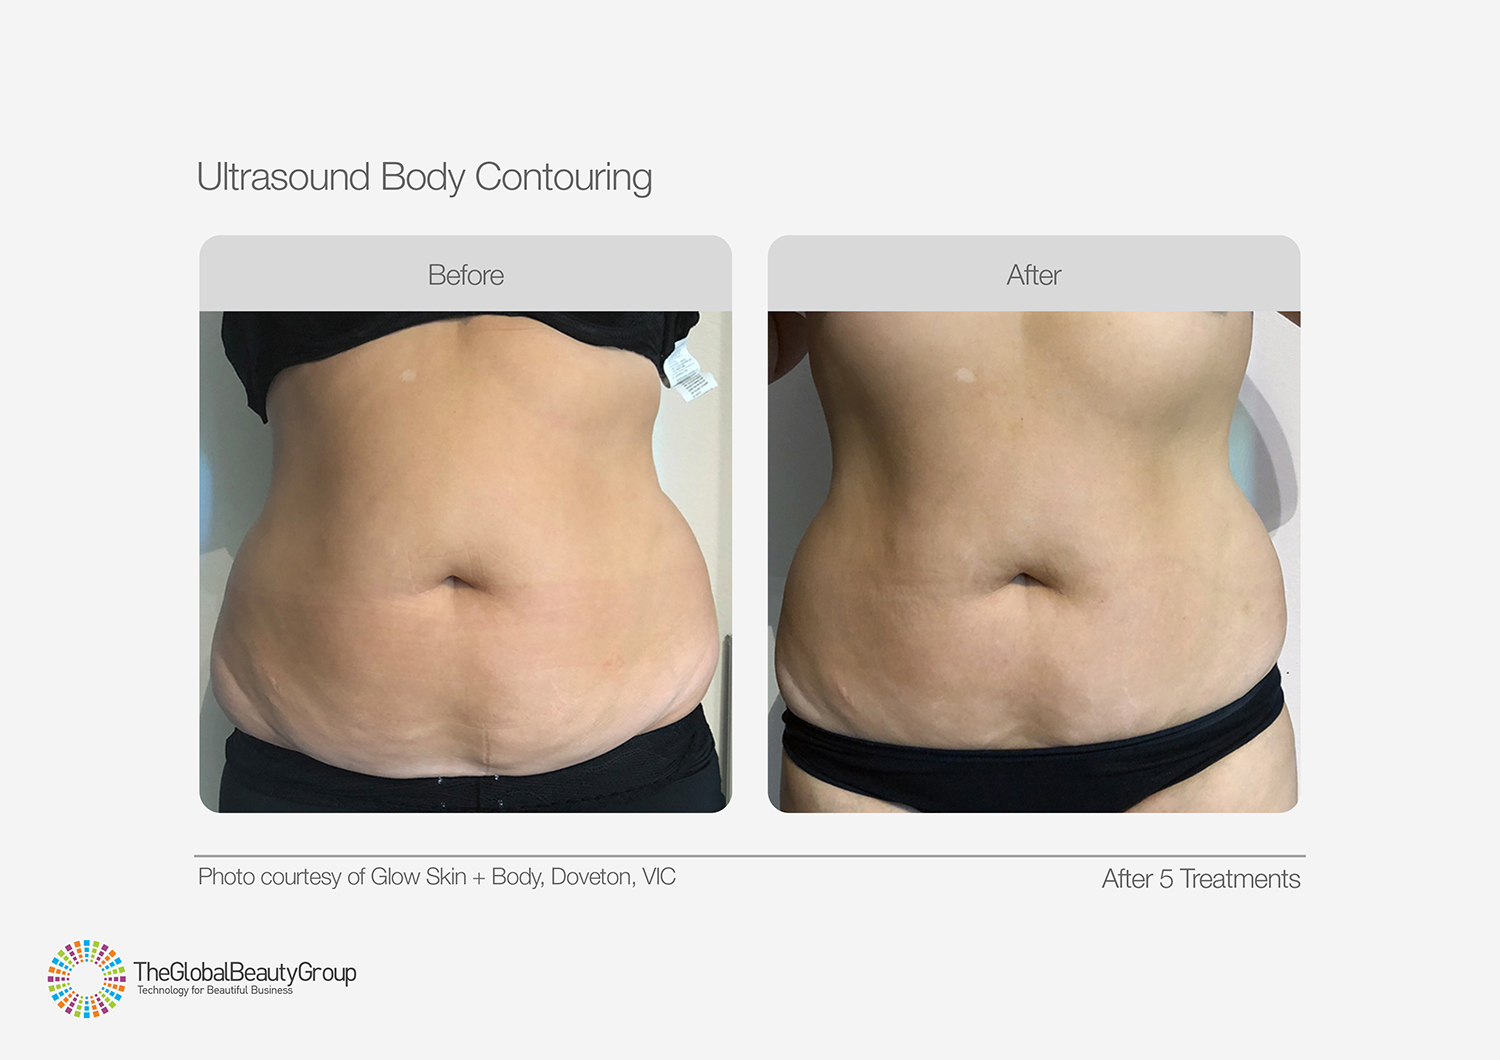 Ultrasound Body Contouring
Before
After
Photo courtesy of Glow Skin + Body, Doveton, VIC
After 5 Treatments
TheGlobalBeautyGroup
Technology for Beautiful Business